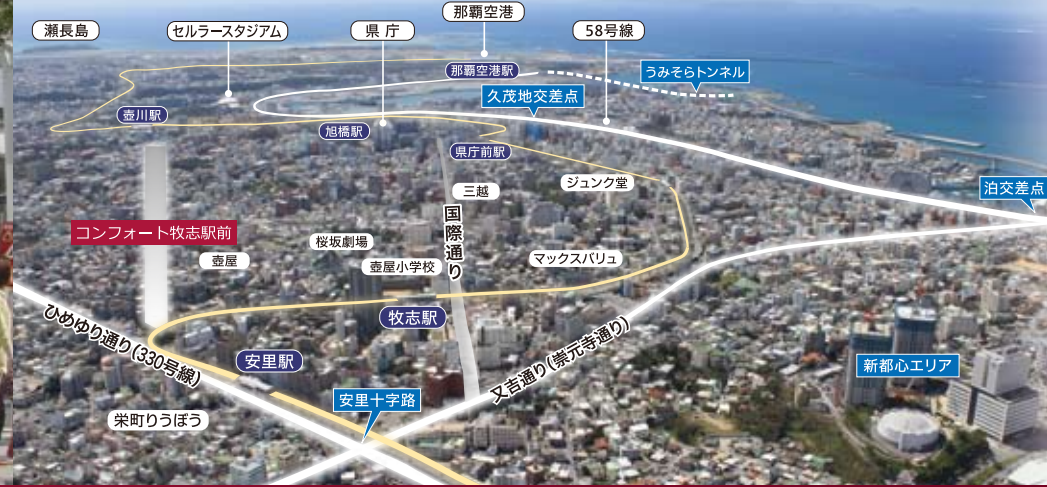 那覇空港
瀬長島
セルラースタジアム
県 庁
58号線
那覇空港駅
うみそらトンネル
久茂地交差点
壺川駅
旭橋駅
県庁前駅
ジュンク堂
三越
泊交差点
国際通り
コンフォート牧志駅前
桜坂劇場
壺屋
壺屋小学校
マックスバリュ
牧志駅
ひめゆり通り(330号線)
安里駅
又吉通り(崇元寺通り)
新都心エリア
安里十字路
栄町りうぼう